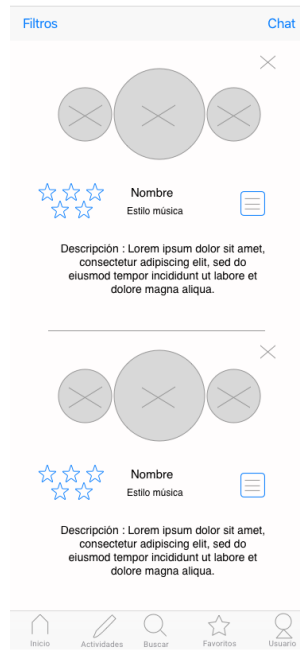 Filtros Chat
Nombre
Estilo música
Descripción : Lorem ipsum dolor sit amet,
consectetur adipiscing elit, sed do
eiusmod tempor incididunt ut labore et
dolore magna aliqua.
Nombre
Estilo música
Descripción : Lorem ipsum dolor sit amet,
consectetur adipiscing elit, sed do
eiusmod tempor incididunt ut labore et
dolore magna aliqua.
Inicio Actividades Buscar Favoritos Usuario